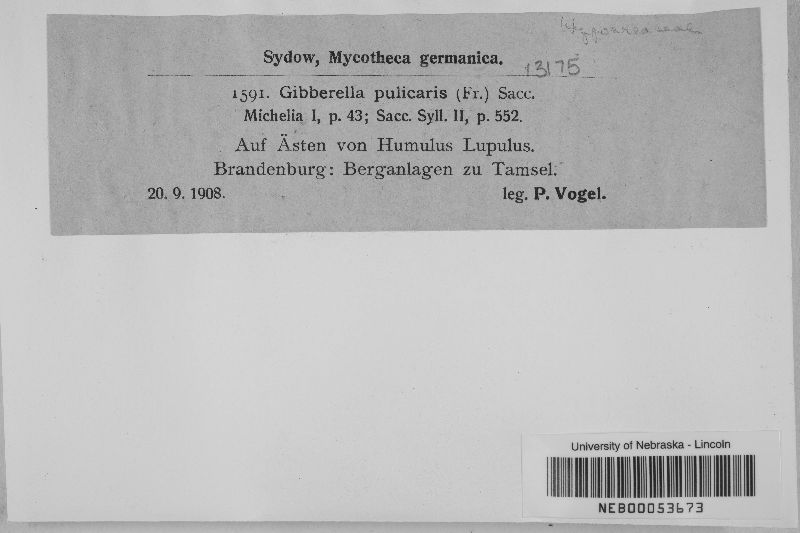 Hypocreaceae
Sydow, Mycotheca germanica.
13175
1591. Gibberella pulicaris (Fr.) Sacc.
Michelia I, p. 43; Sacc. Syll. II, p. 552.
Auf Ästen von Humulus Lupulus.
Brandenburg: Berganlagen zu Tamsel.
20. 9. 1908. leg. P. Vogel.
University of Nebraska - Lincoln
NEB00053673